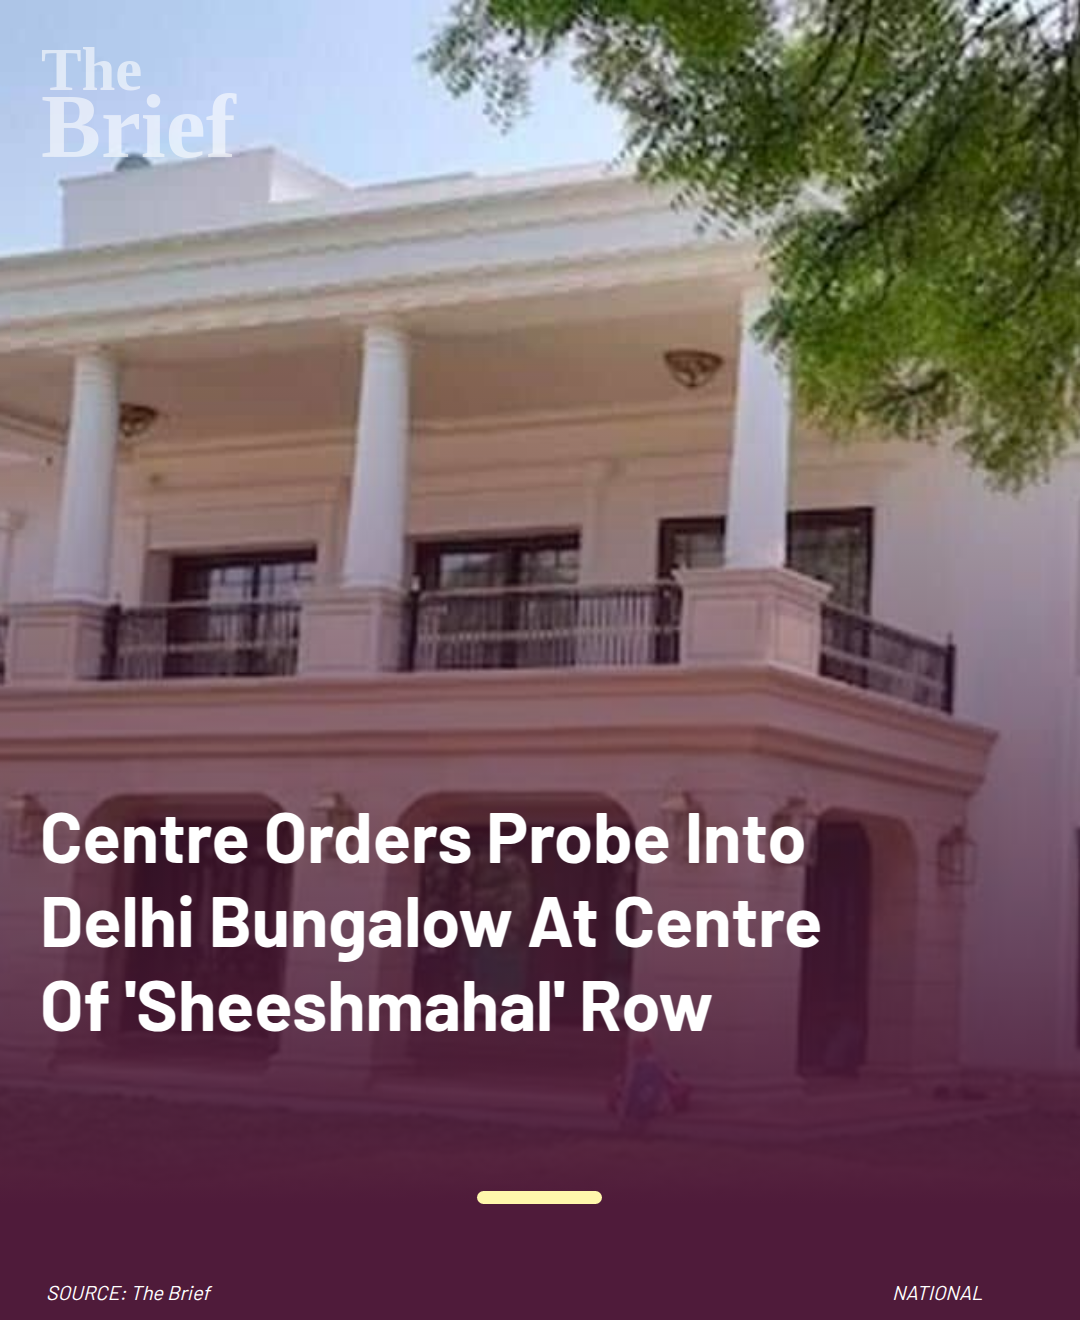 The
Brief
Centre Orders Probe Into
Delhi Bungalow At Centre
Of 'Sheeshmahal' Row
SOURCE: The Brief
NATIONAL